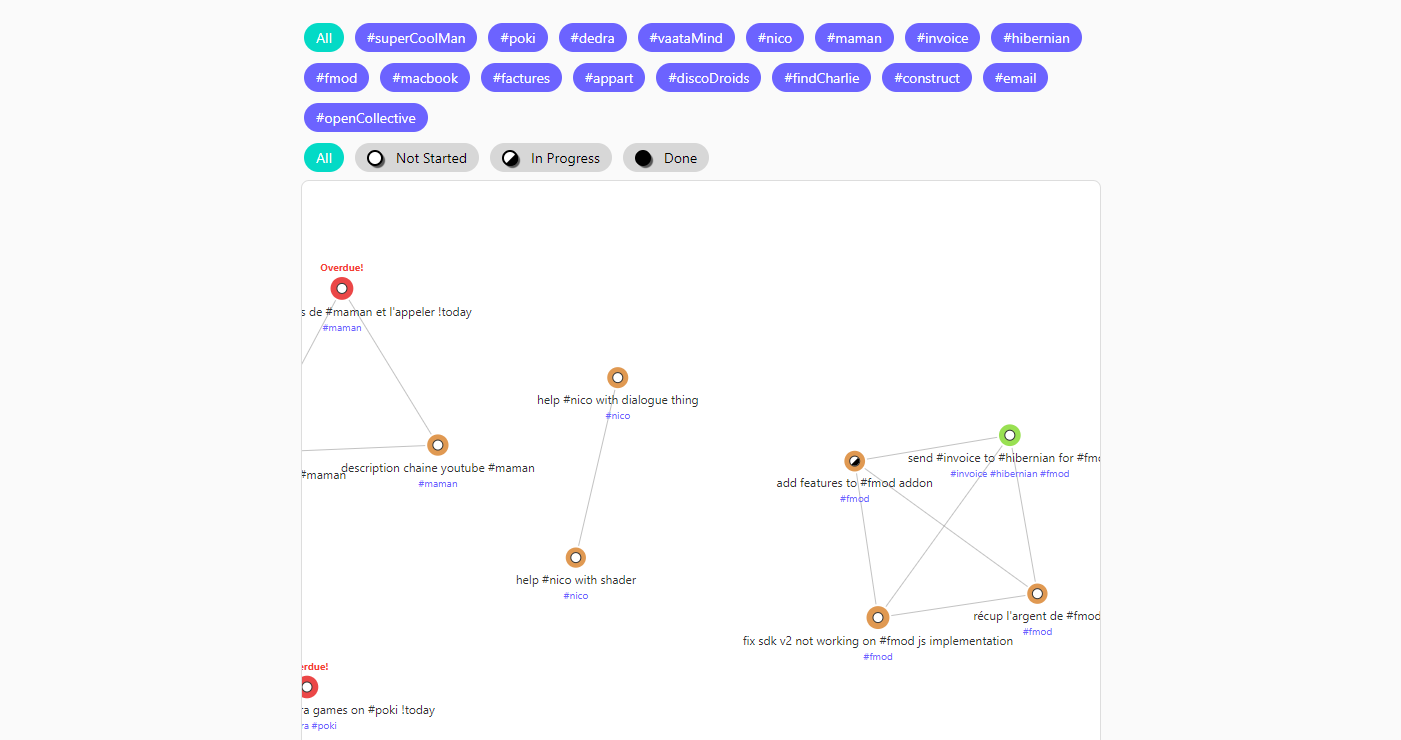 All #superCoolMan #poki #dedra #vaataMind #nico #maman #invoice #hibernian
#fmod #macbook #factures #appart #discoDroids #findCharlie #construct #email
#openCollective
All Not Started In Progress Done
Overdue!
s de #maman et l'appeler !today
#maman
help #nico with dialogue thing
#nico
send #invoice to #hibernian for #fmo
#invoice #hibernian #fmod
#maman
description chaine youtube #maman
#maman
add features to #fmod addon
#fmod
help #nico with shader
#nico
récup l'argent de #fmod
#fmod
fix sdk v2 not working on #fmod js implementation
#fmod
erdue!
ra games on #poki !today
ra #poki